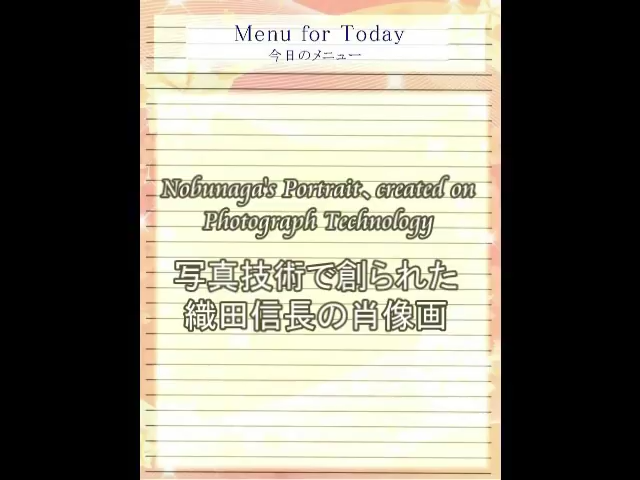 Menu for Today
今日のメニュー
Nobunaga's Portrait、created on
Photograph Technology
写真技術で創られた
織田信長の肖像画